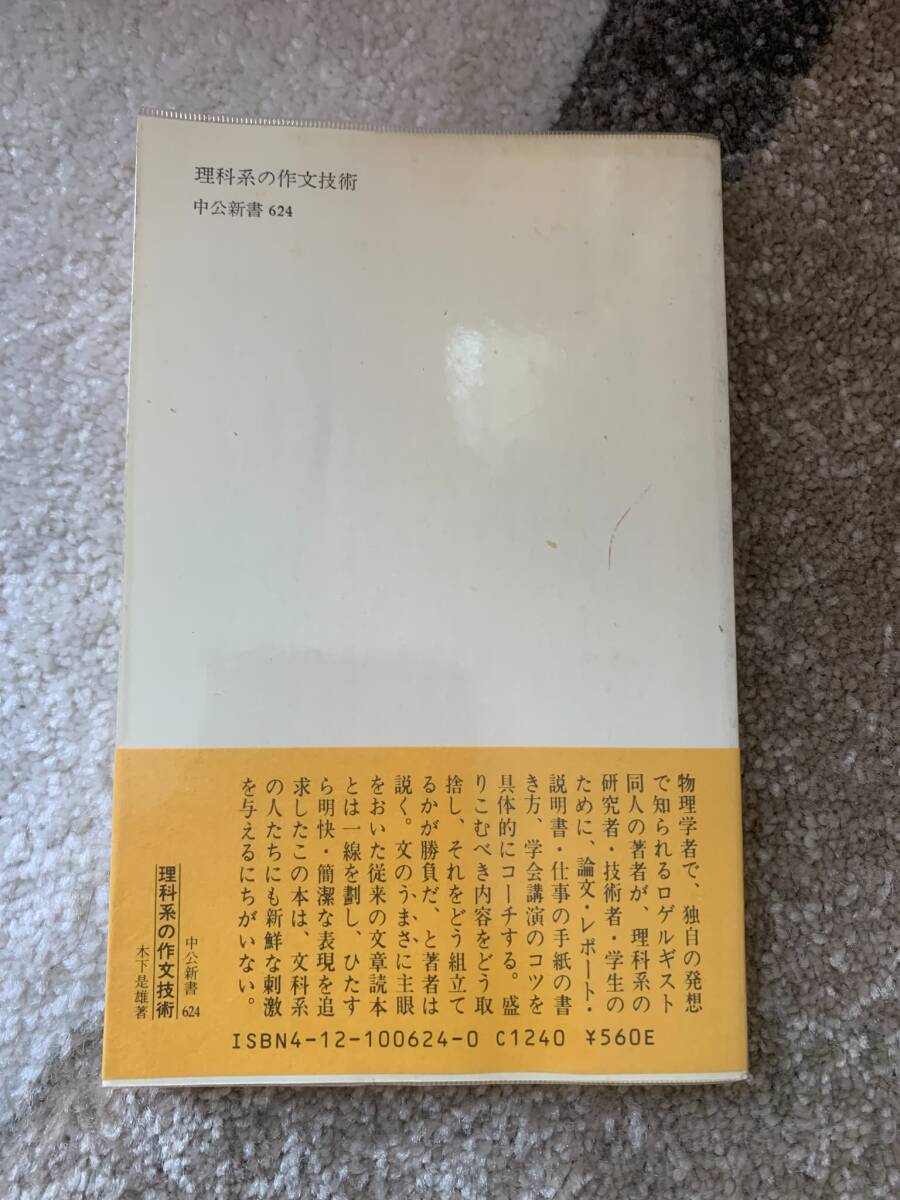 理科系の作文技術
中公新書 624
物理学者で、独自の発想
で知られるロゲルギスト
同人の著者が、理科系の
研究者・技術者・学生の
ために、論文・レポート・
説明書・仕事の手紙の書
き方、学会講演のコツを
具体的にコーチする。盛
りこむべき内容をどう取
捨し、それをどう組立て
るかが勝負だ、と著者は
説く。文のうまさに主眼
をおいた従来の文章読本
とは一線を劃し、ひたす
ら明快・簡潔な表現を追
求したこの本は、文科系
の人たちにも新鮮な刺激
を与えるにちがいない。
中公新書 624
理科系の作文技術
木下是雄著
ISBN4-12-100624-0 C1240 ¥560E